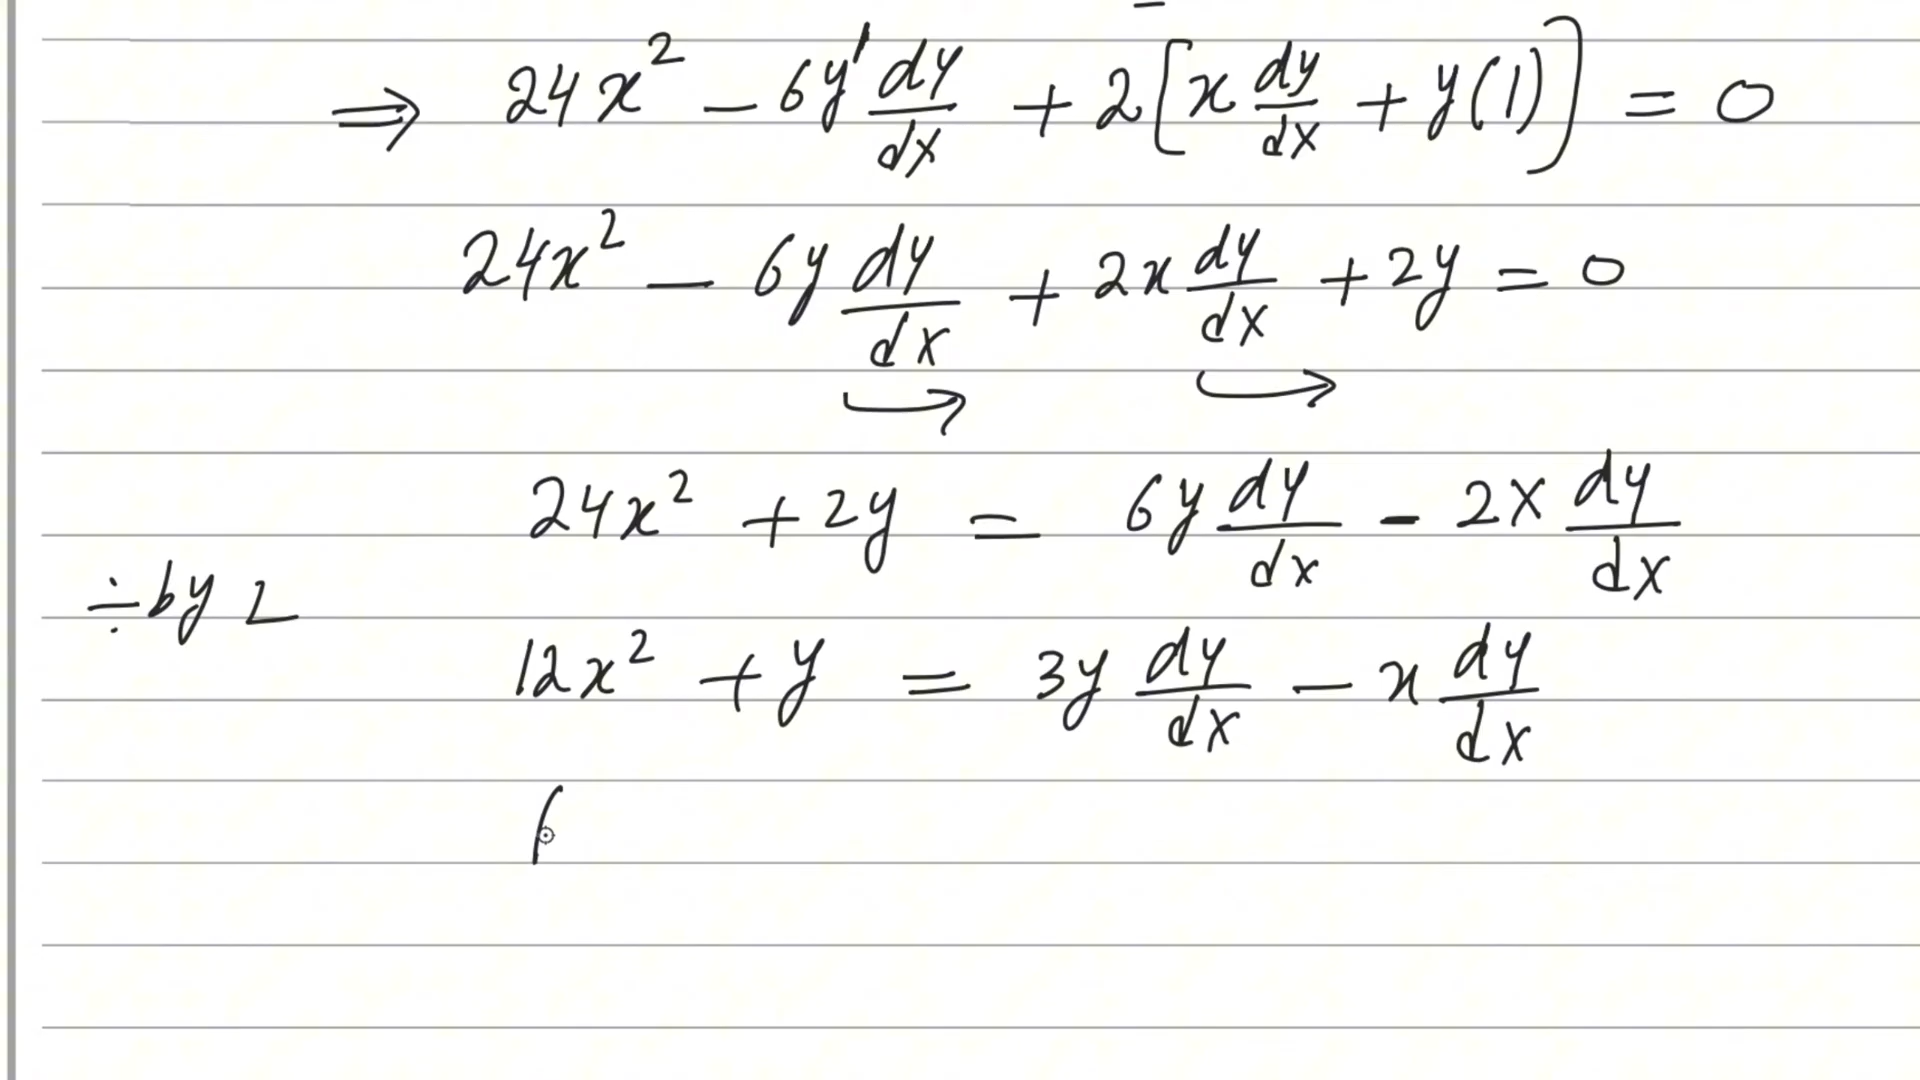 ⇒ 24x² − 6y' dy/dx + 2[x dy/dx + y(1)] = 0
24x² − 6y dy/dx + 2x dy/dx + 2y = 0
24x² + 2y = 6y dy/dx - 2x dy/dx
÷ by 2
12x² + y = 3y dy/dx − x dy/dx
(